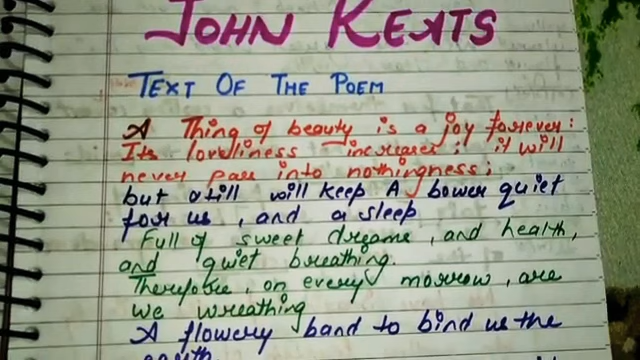 JOHN KEATS
TEXT OF THE POEM
A Thing of beauty is a joy forever:
Its loveliness increases; it will
never pass into nothingness;
but still will keep A bower quiet
for us, and a sleep
Full of sweet dreams, and health,
and quiet breathing.
Therefore, on every morrow, are
we wreathing
A flowery band to bind us the
earth